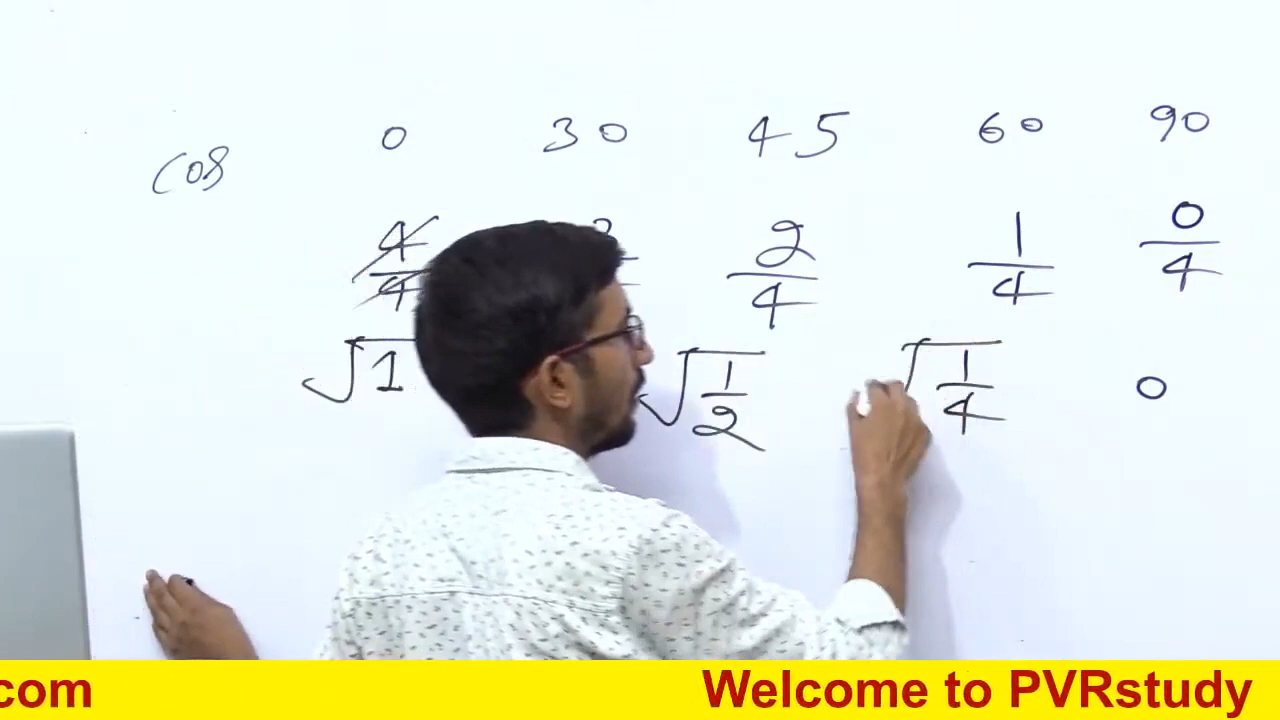 cos 0 30 45 60 90
4/4 2/4 1/4 0/4
√1 √1/2 √1/4 0
.com Welcome to PVRstudy